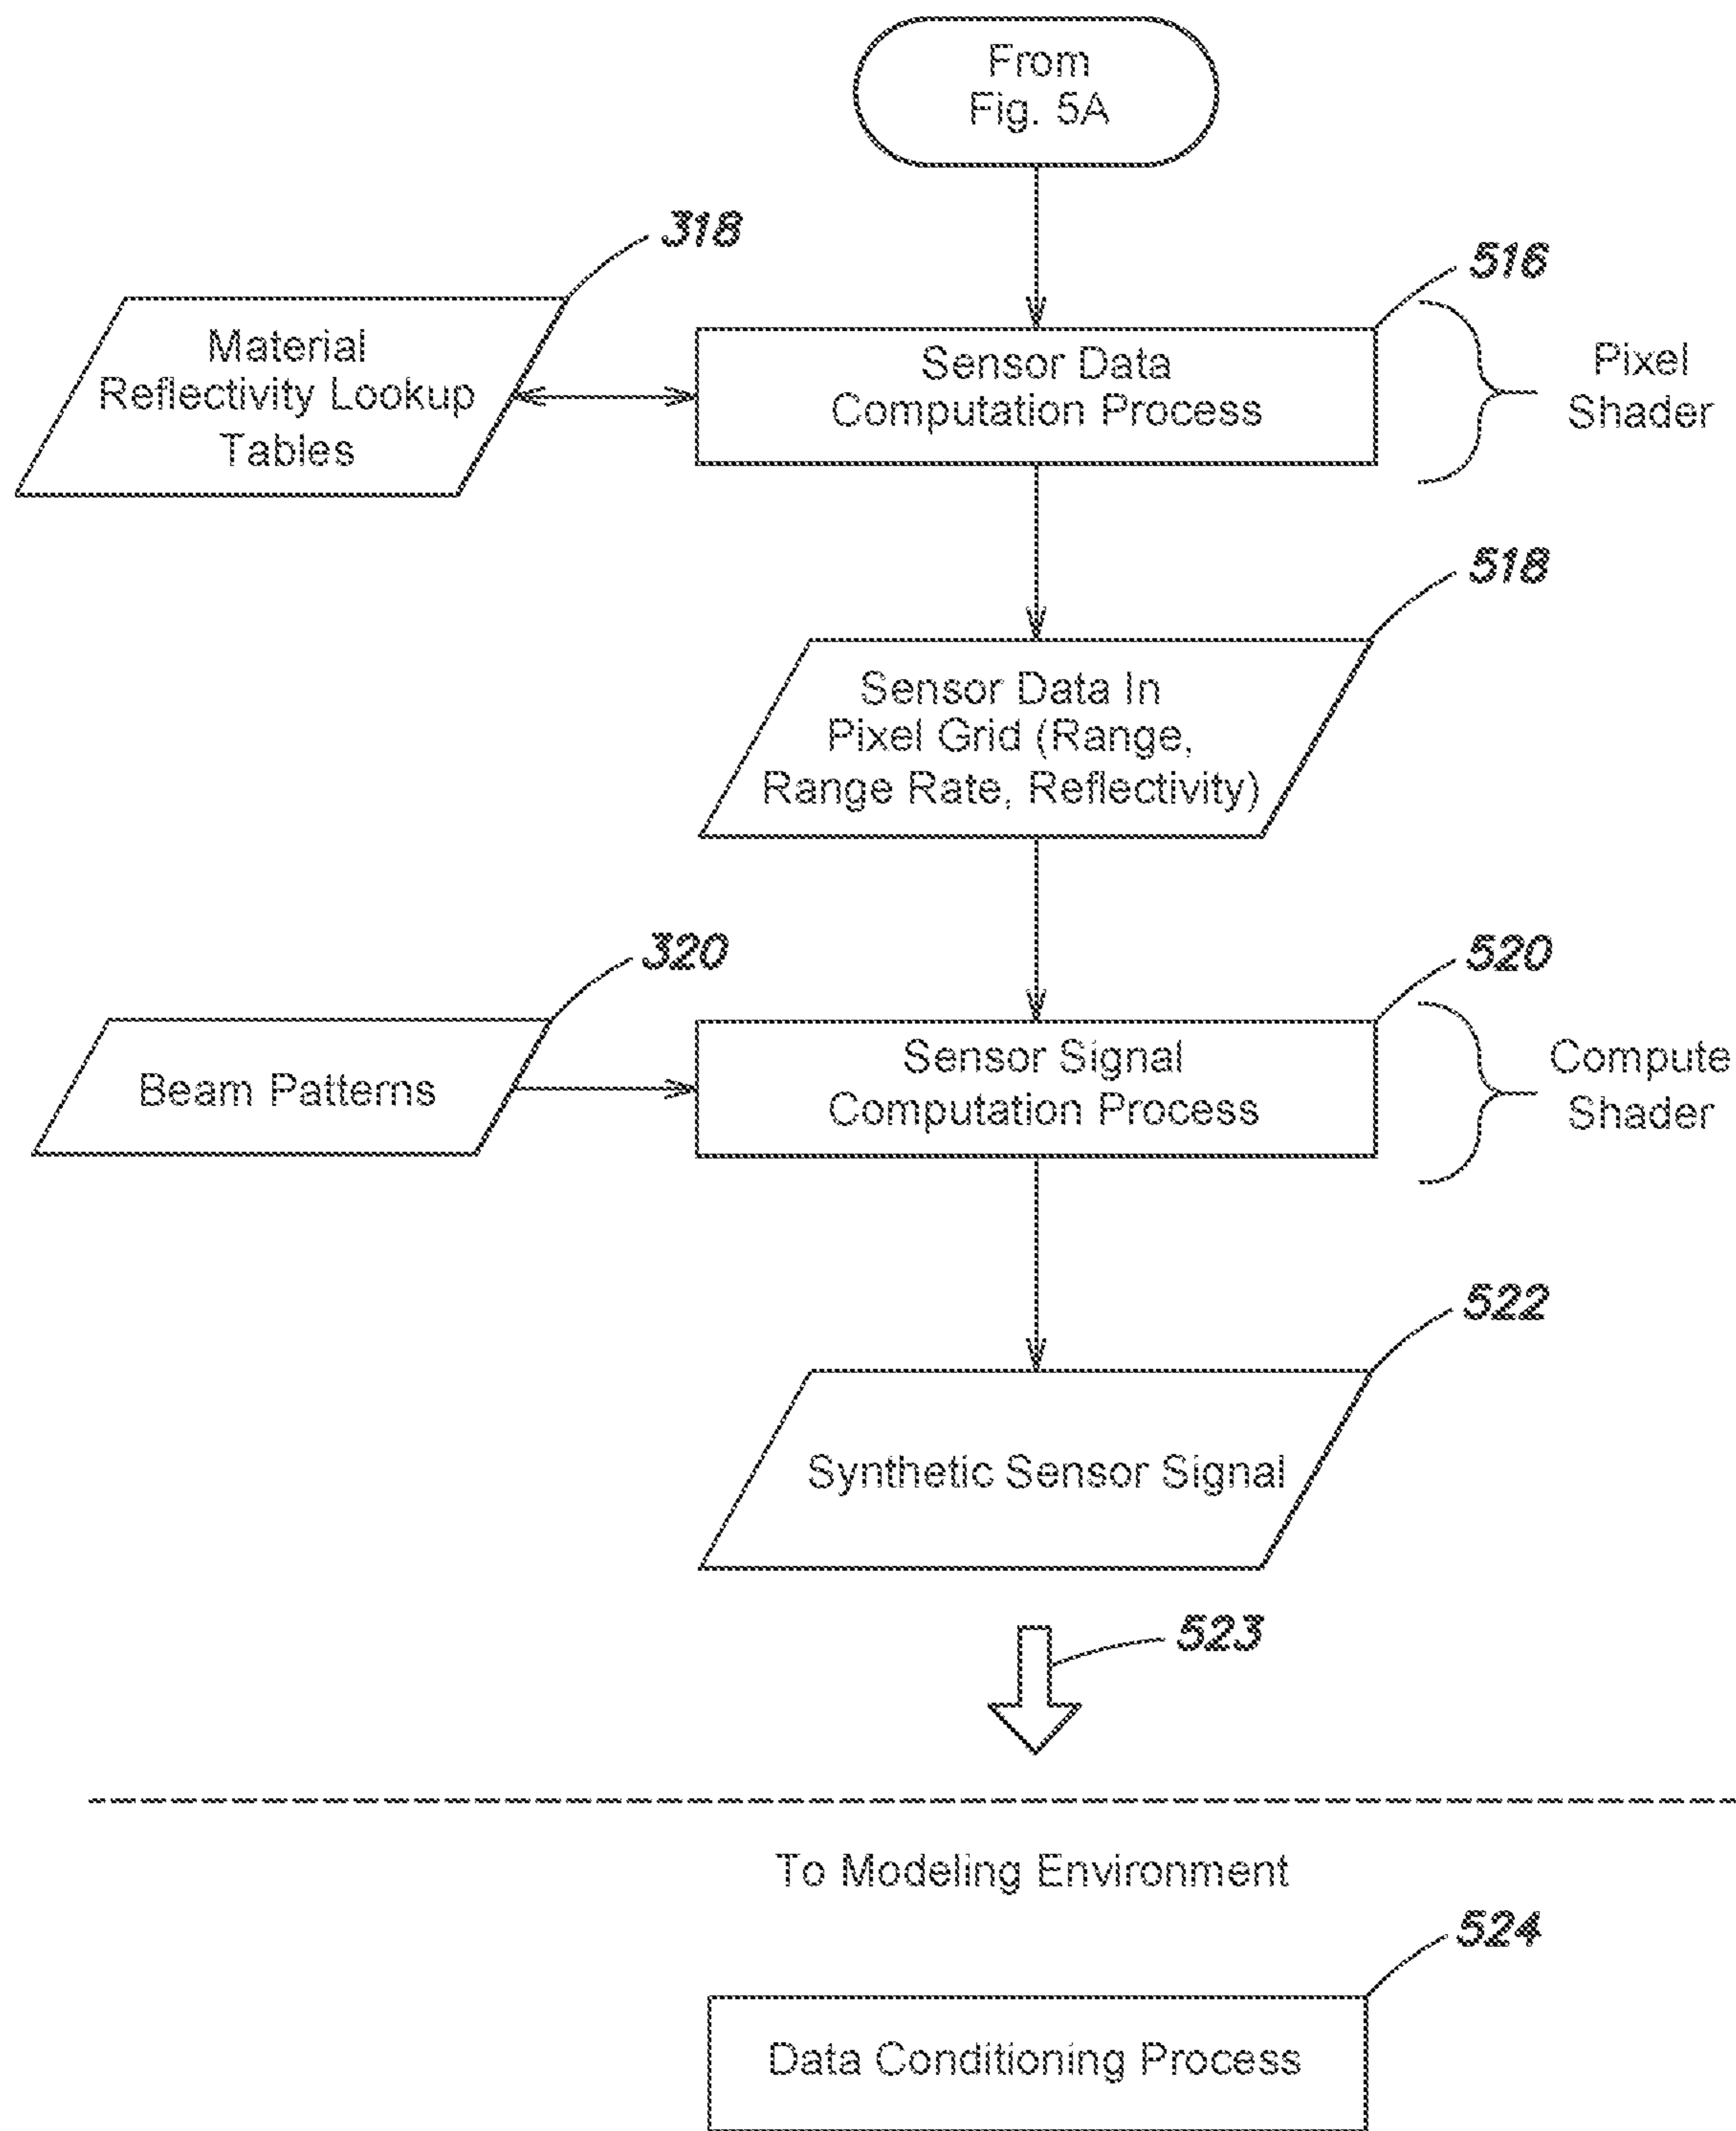 From
Fig. 5A
318
516
Material
Reflectivity Lookup
Tables
Sensor Data
Computation Process
Pixel
Shader
518
Sensor Data In
Pixel Grid (Range,
Range Rate, Reflectivity)
320
520
Beam Patterns
Sensor Signal
Computation Process
Compute
Shader
522
Synthetic Sensor Signal
523
To Modeling Environment
524
Data Conditioning Process